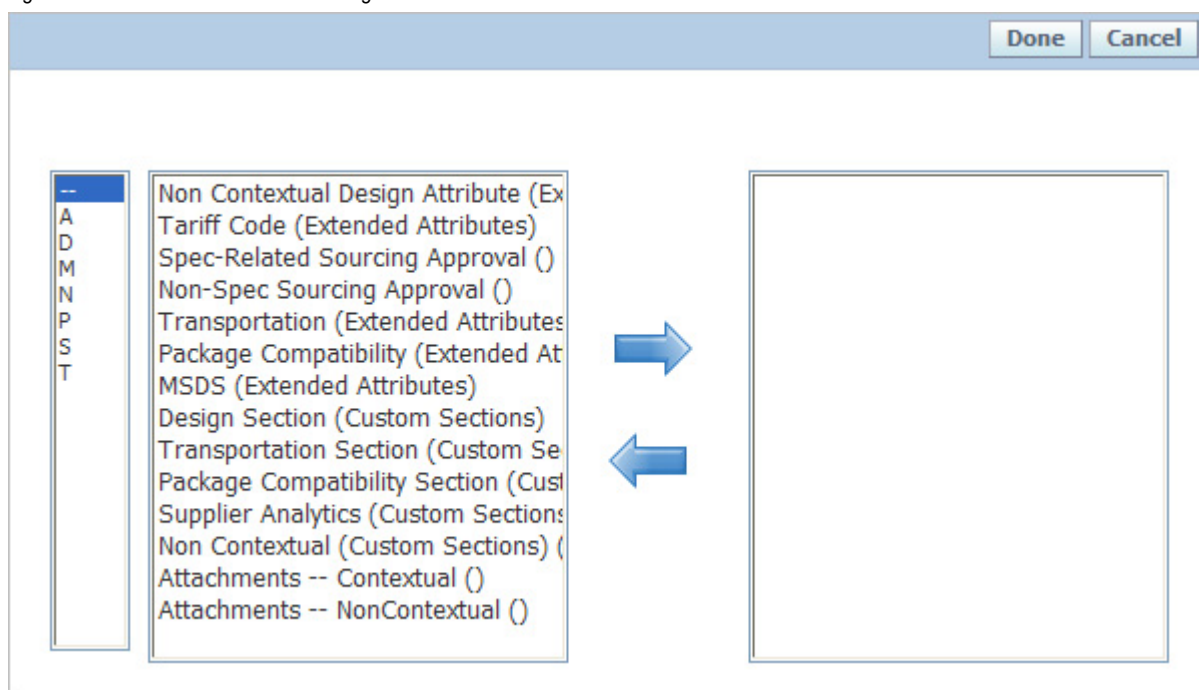 Done Cancel
--
A
D
M
N
P
S
T
Non Contextual Design Attribute (Ex
Tariff Code (Extended Attributes)
Spec-Related Sourcing Approval ()
Non-Spec Sourcing Approval ()
Transportation (Extended Attributes
Package Compatibility (Extended At
MSDS (Extended Attributes)
Design Section (Custom Sections)
Transportation Section (Custom Se
Package Compatibility Section (Cust
Supplier Analytics (Custom Sections
Non Contextual (Custom Sections) (
Attachments -- Contextual ()
Attachments -- NonContextual ()